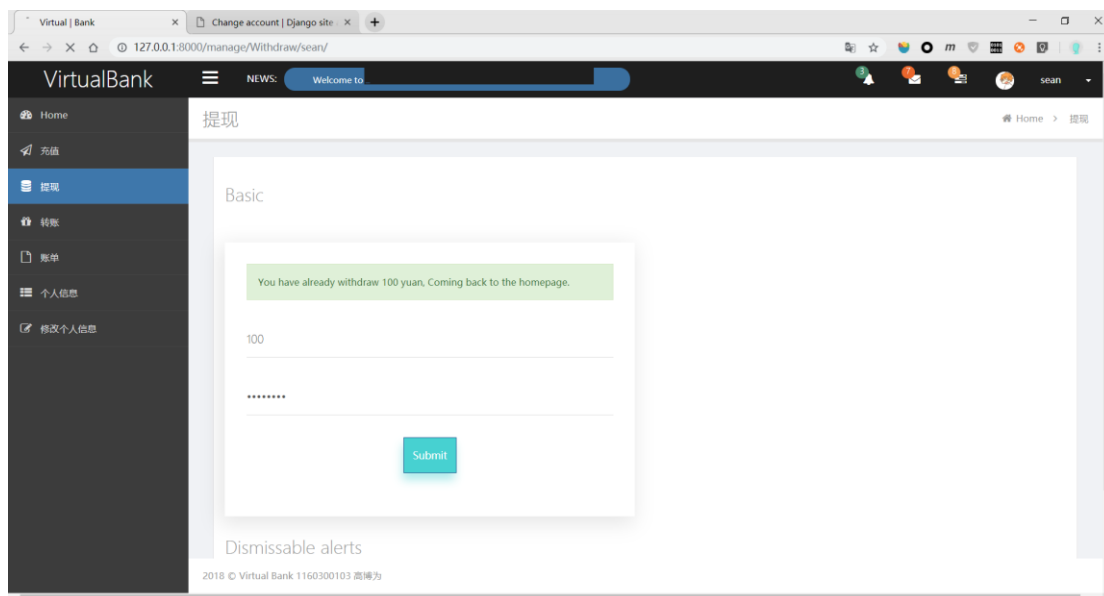 Virtual | Bank
Change account | Django site
127.0.0.1:8000/manage/Withdraw/sean/
VirtualBank
NEWS:
Welcome to
3
7
9
sean
Home
充值
提现
转账
账单
个人信息
修改个人信息
提现
Home > 提现
Basic
You have already withdraw 100 yuan, Coming back to the homepage.
100
••••••••
Submit
Dismissable alerts
2018 © Virtual Bank 1160300103 高博为